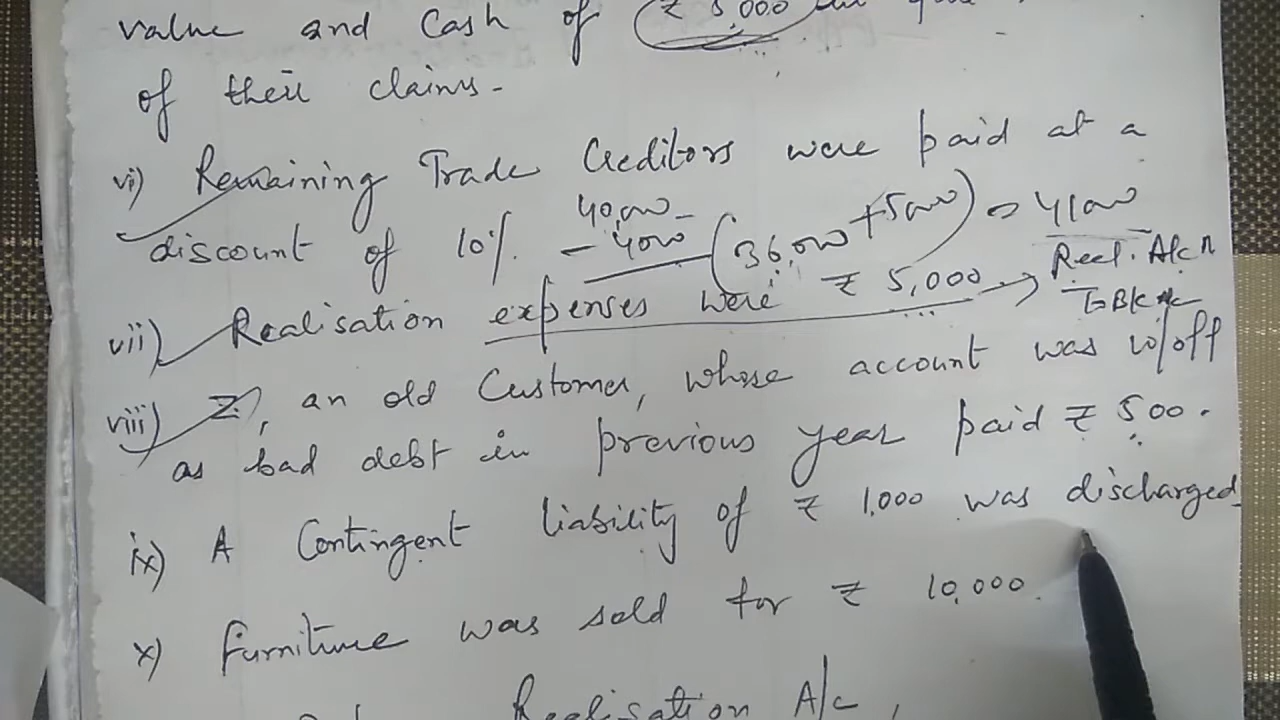 value and Cash of ₹ 5,000 in
of their claims.
vi) Remaining Trade Creditors were paid at a
discount of 10%. 40,000 - 4000 (36,000 + 5000) = 41000
vii) Realisation expenses were ₹ 5,000 → Real. A/c
To Bk A/c
viii) Z, an old Customer, whose account was w/off
as bad debt in previous year paid ₹ 500.
ix) A Contingent liability of ₹ 1,000 was discharged
x) Furniture was sold for ₹ 10,000.
Realisation A/c,